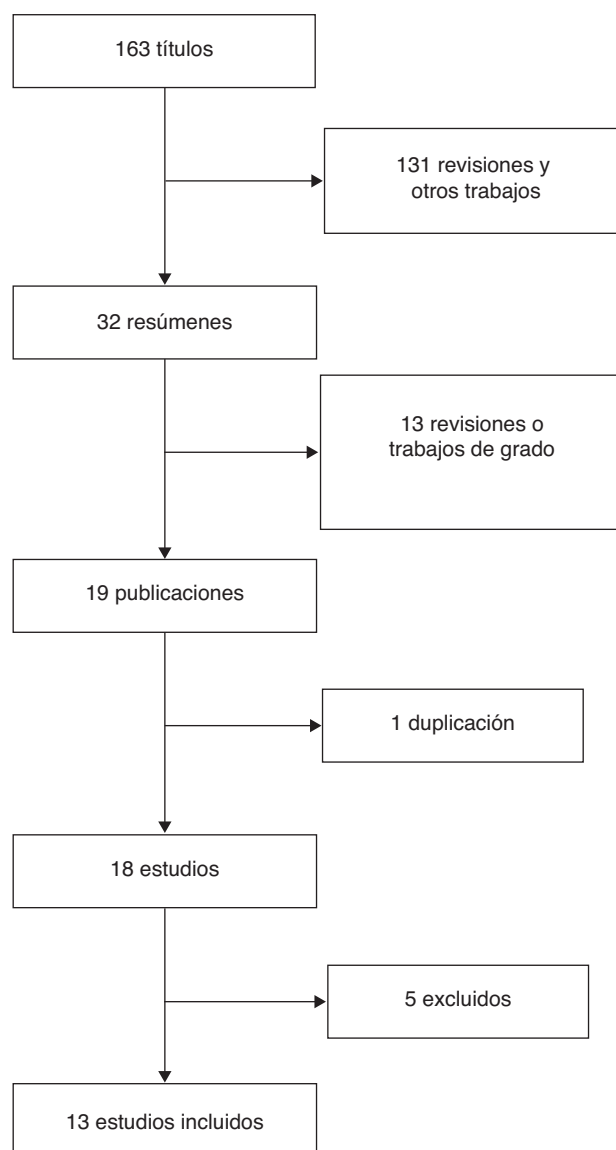 163 títulos
131 revisiones y
otros trabajos
32 resúmenes
13 revisiones o
trabajos de grado
19 publicaciones
1 duplicación
18 estudios
5 excluidos
13 estudios incluidos